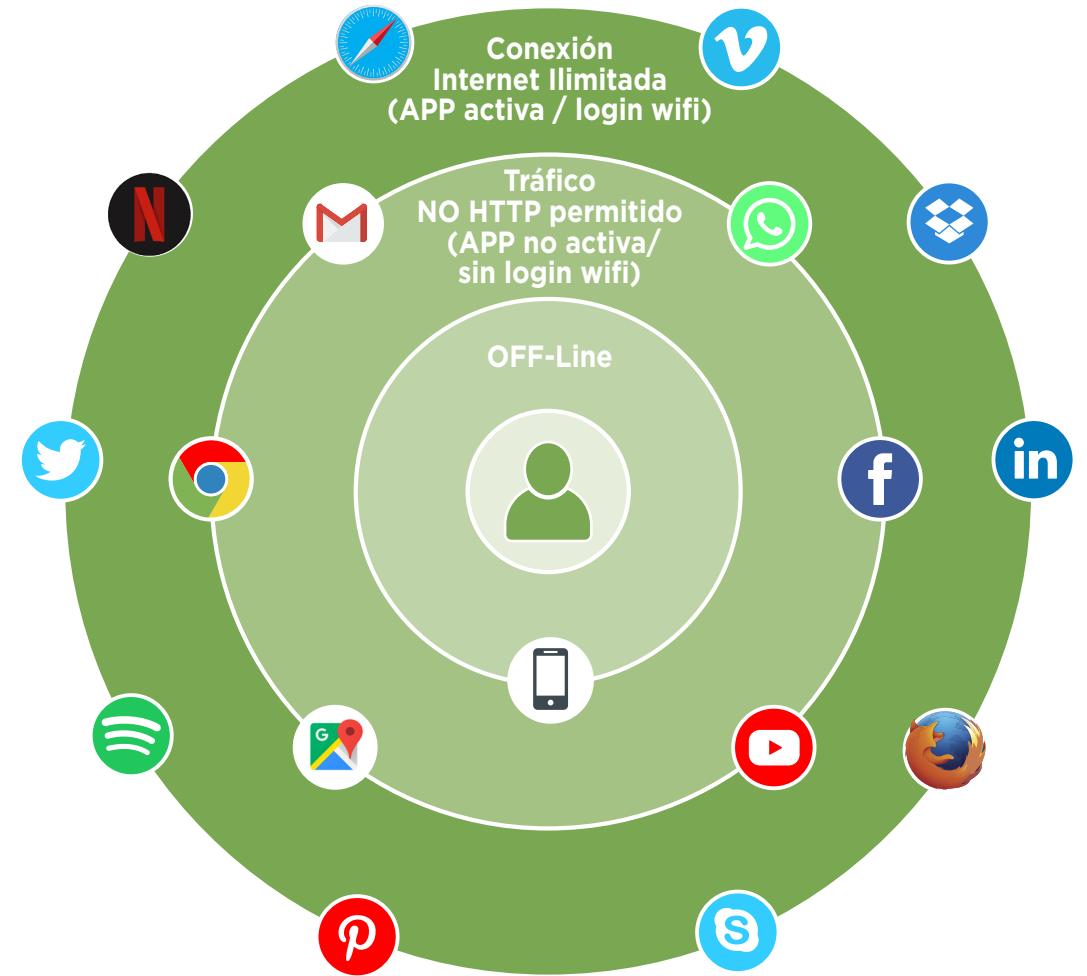 Conexión
Internet Ilimitada
(APP activa / login wifi)
Tráfico
NO HTTP permitido
(APP no activa/
sin login wifi)
OFF-Line
N
G
f
in
S